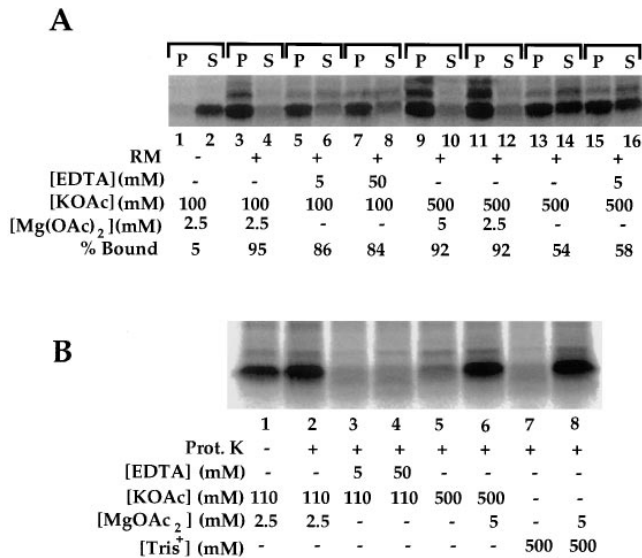 A
P S P S P S P S P S P S P S P S
1 2 3 4 5 6 7 8 9 10 11 12 13 14 15 16
RM - + + + + + + +
[EDTA](mM) - - 5 50 - - - 5
[KOAc](mM) 100 100 100 100 500 500 500 500
[Mg(OAc)2](mM) 2.5 2.5 - - 5 2.5 - -
% Bound 5 95 86 84 92 92 54 58
B
1 2 3 4 5 6 7 8
Prot. K - + + + + + + +
[EDTA] (mM) - - 5 50 - - - -
[KOAc] (mM) 110 110 110 110 500 500 - -
[MgOAc2] (mM) 2.5 2.5 - - - 5 - 5
[Tris+] (mM) - - - - - - 500 500